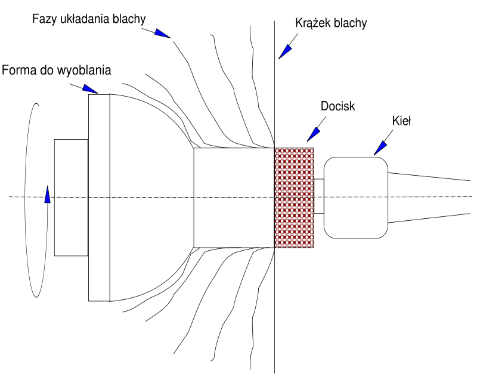 Fazy układania blachy
Krążek blachy
Forma do wyoblania
Docisk
Kieł